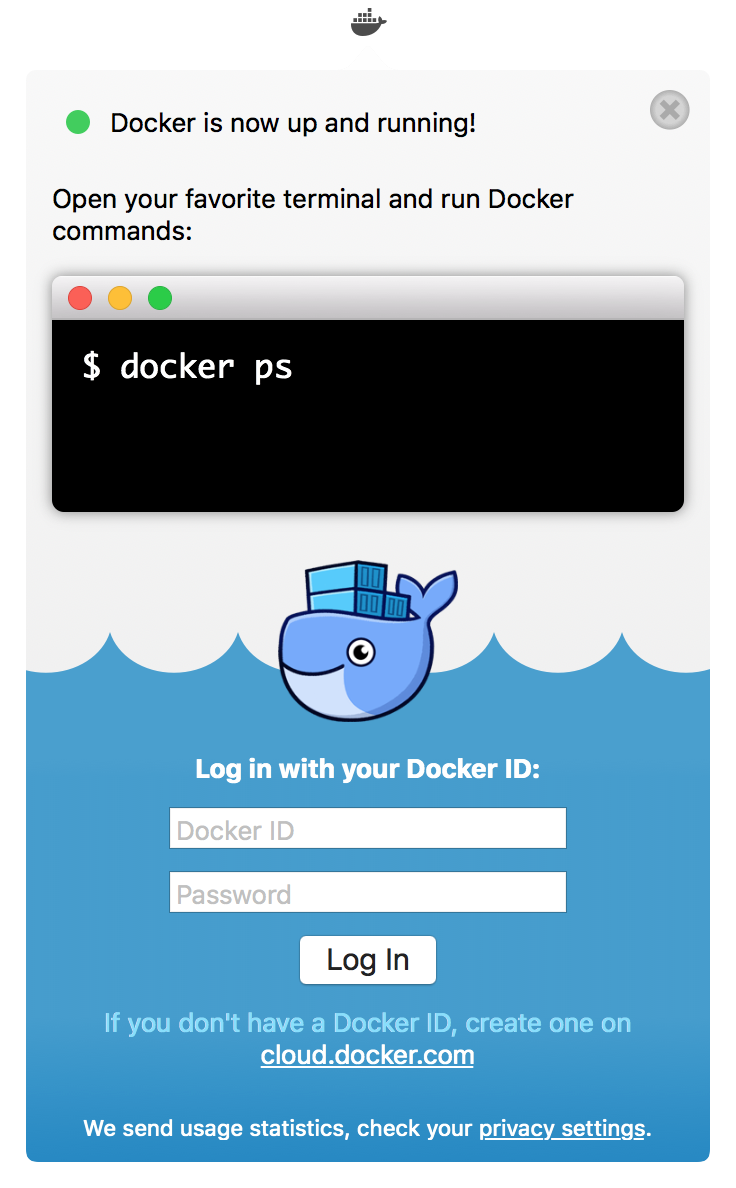 Docker is now up and running!
Open your favorite terminal and run Docker
commands:
$ docker ps
Log in with your Docker ID:
Docker ID
Password
Log In
If you don't have a Docker ID, create one on
cloud.docker.com
We send usage statistics, check your privacy settings.